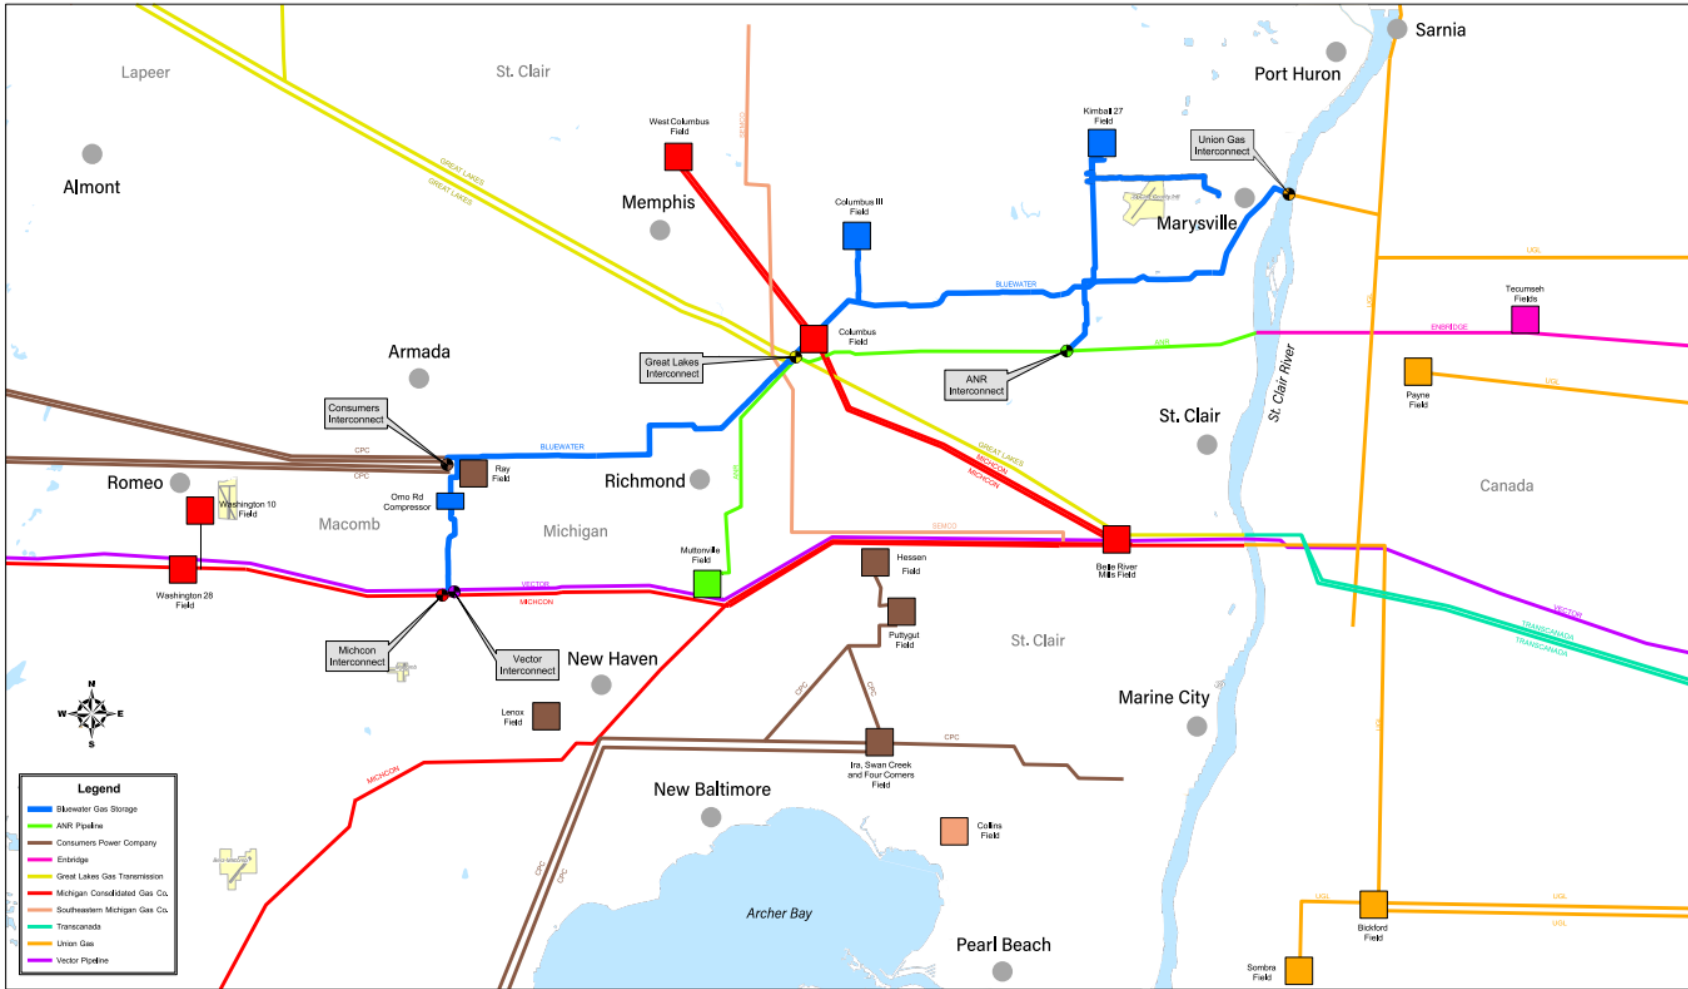 Sarnia
Port Huron
Lapeer
St. Clair
Almont
West Columbus
Field
SEMCO
Kimball 27
Field
Union Gas
Interconnect
GREAT LAKES
GREAT LAKES
Memphis
Columbus III
Field
Marysville
UGL
BLUEWATER
Tecumseh
Fields
UGL
ENBRIDGE
Columbus
Field
ANR
Great Lakes
Interconnect
ANR
Interconnect
Armada
St. Clair River
UGL
Payne
Field
Consumers
Interconnect
St. Clair
BLUEWATER
CPC
CPC
GREAT LAKES
MICHCON
MICHCON
Ray
Field
ANR
Richmond
Romeo
Canada
Washington 10
Field
Omo Rd
Compressor
Macomb
Michigan
SEMCO
Muttonville
Field
Hessen
Field
Belle River
Mills Field
VECTOR
MICHCON
Washington 28
Field
VECTOR
TRANSCANADA
TRANSCANADA
Puttygut
Field
St. Clair
Michcon
Interconnect
Vector
Interconnect
New Haven
CPC
CPC
N
W
E
S
Marine City
Lenox
Field
UGL
CPC
Ira, Swan Creek
and Four Corners
Field
MICHCON
New Baltimore
Collins
Field
CPC
CPC
Archer Bay
UGL
UGL
UGL
Bickford
Field
Pearl Beach
Sombra
Field
Legend
Bluewater Gas Storage
ANR Pipeline
Consumers Power Company
Enbridge
Great Lakes Gas Transmission
Michigan Consolidated Gas Co.
Southeastern Michigan Gas Co.
Transcanada
Union Gas
Vector Pipeline